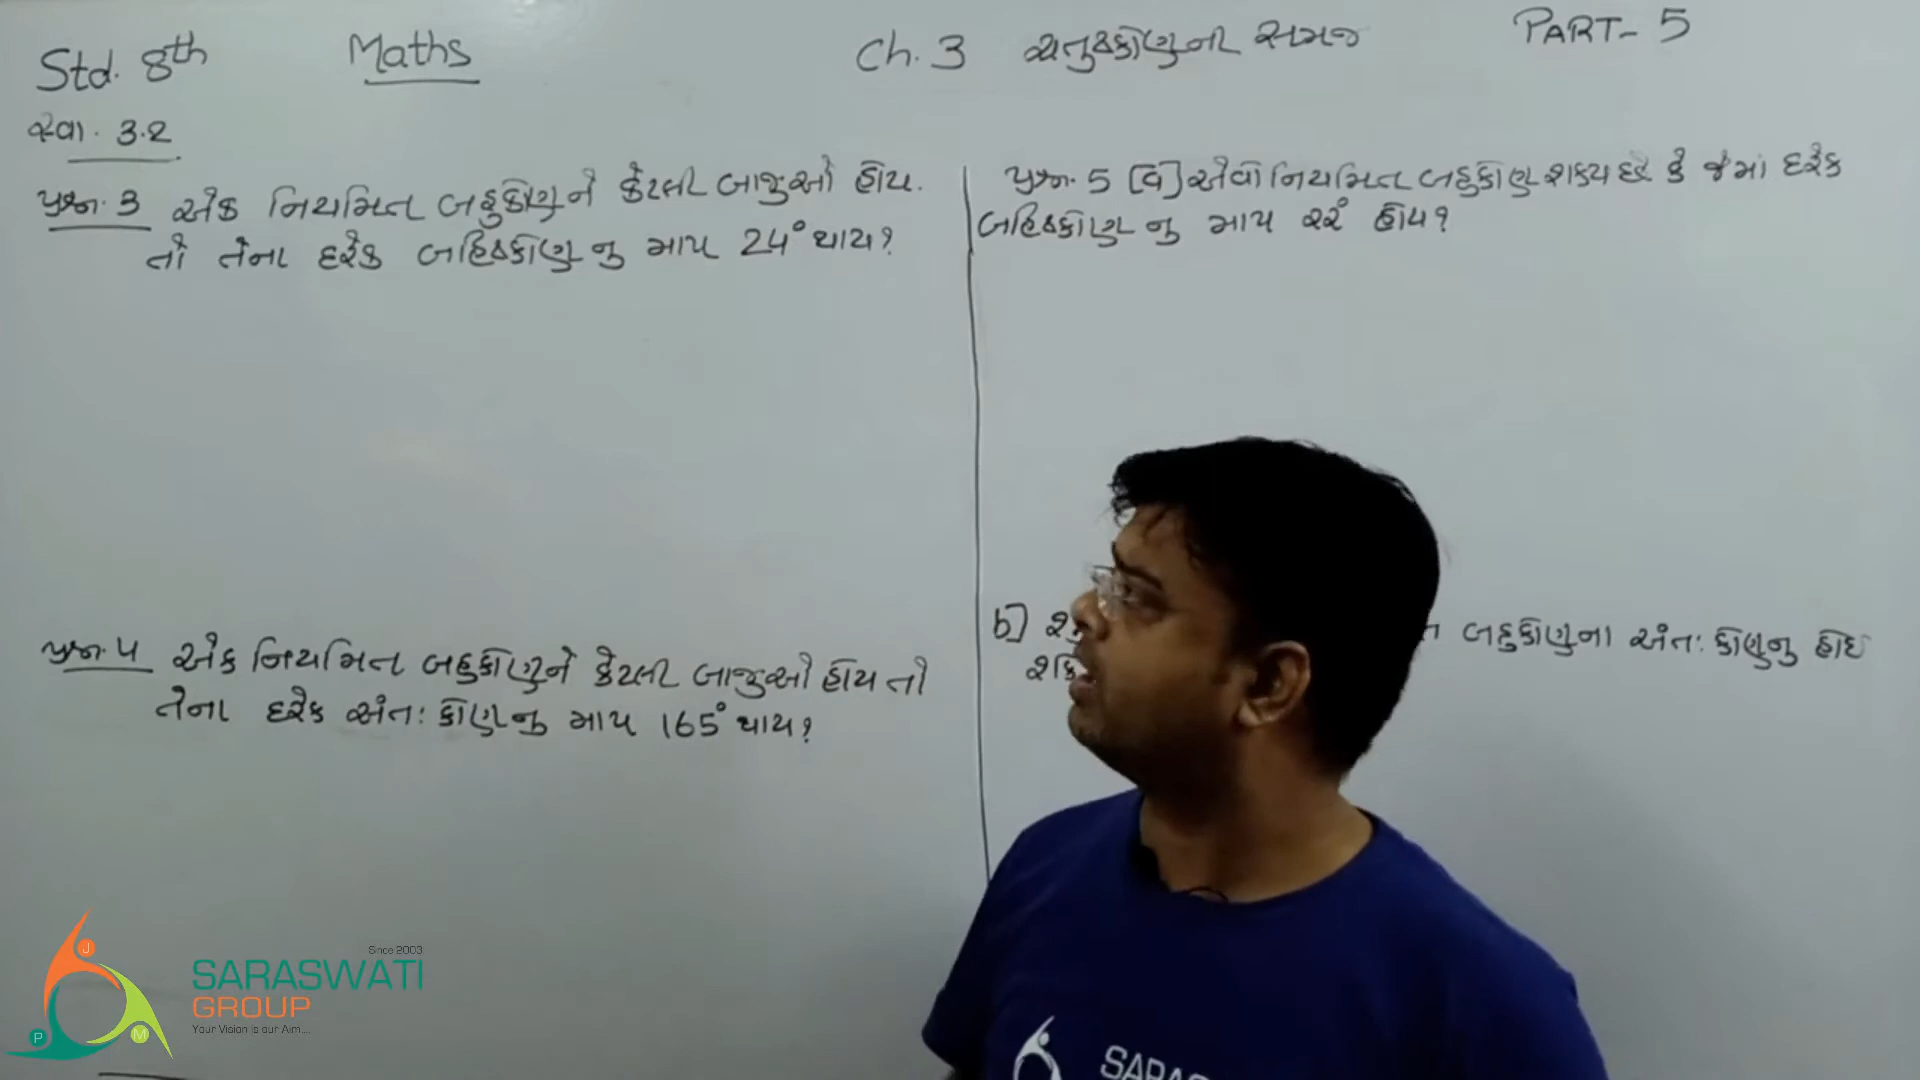 Std. 8th Maths Ch. 3 ચતુષ્કોણની સમજ PART- 5
સ્વા. 3.2
પ્રશ્ન. 3 એક નિયમિત બહુકોણને કેટલી બાજુઓ હોય.
તો તેના દરેક બહિષ્કોણ નુ માપ 24° થાય?
પ્રશ્ન. 4 એક નિયમિત બહુકોણને કેટલી બાજુઓ હોય તો
તેના દરેક અંતઃ કોણનુ માપ 165° થાય?
પ્રશ્ન. 5 [a] એવો નિયમિત બહુકોણ શક્ય છે કે જેમાં દરેક
બહિષ્કોણ નુ માપ 22° હોય?
b] બહુકોણના અંતઃ કોણનુ હોઈ
Since 2003
SARASWATI
GROUP
Your Vision is our Aim....
J
P
M